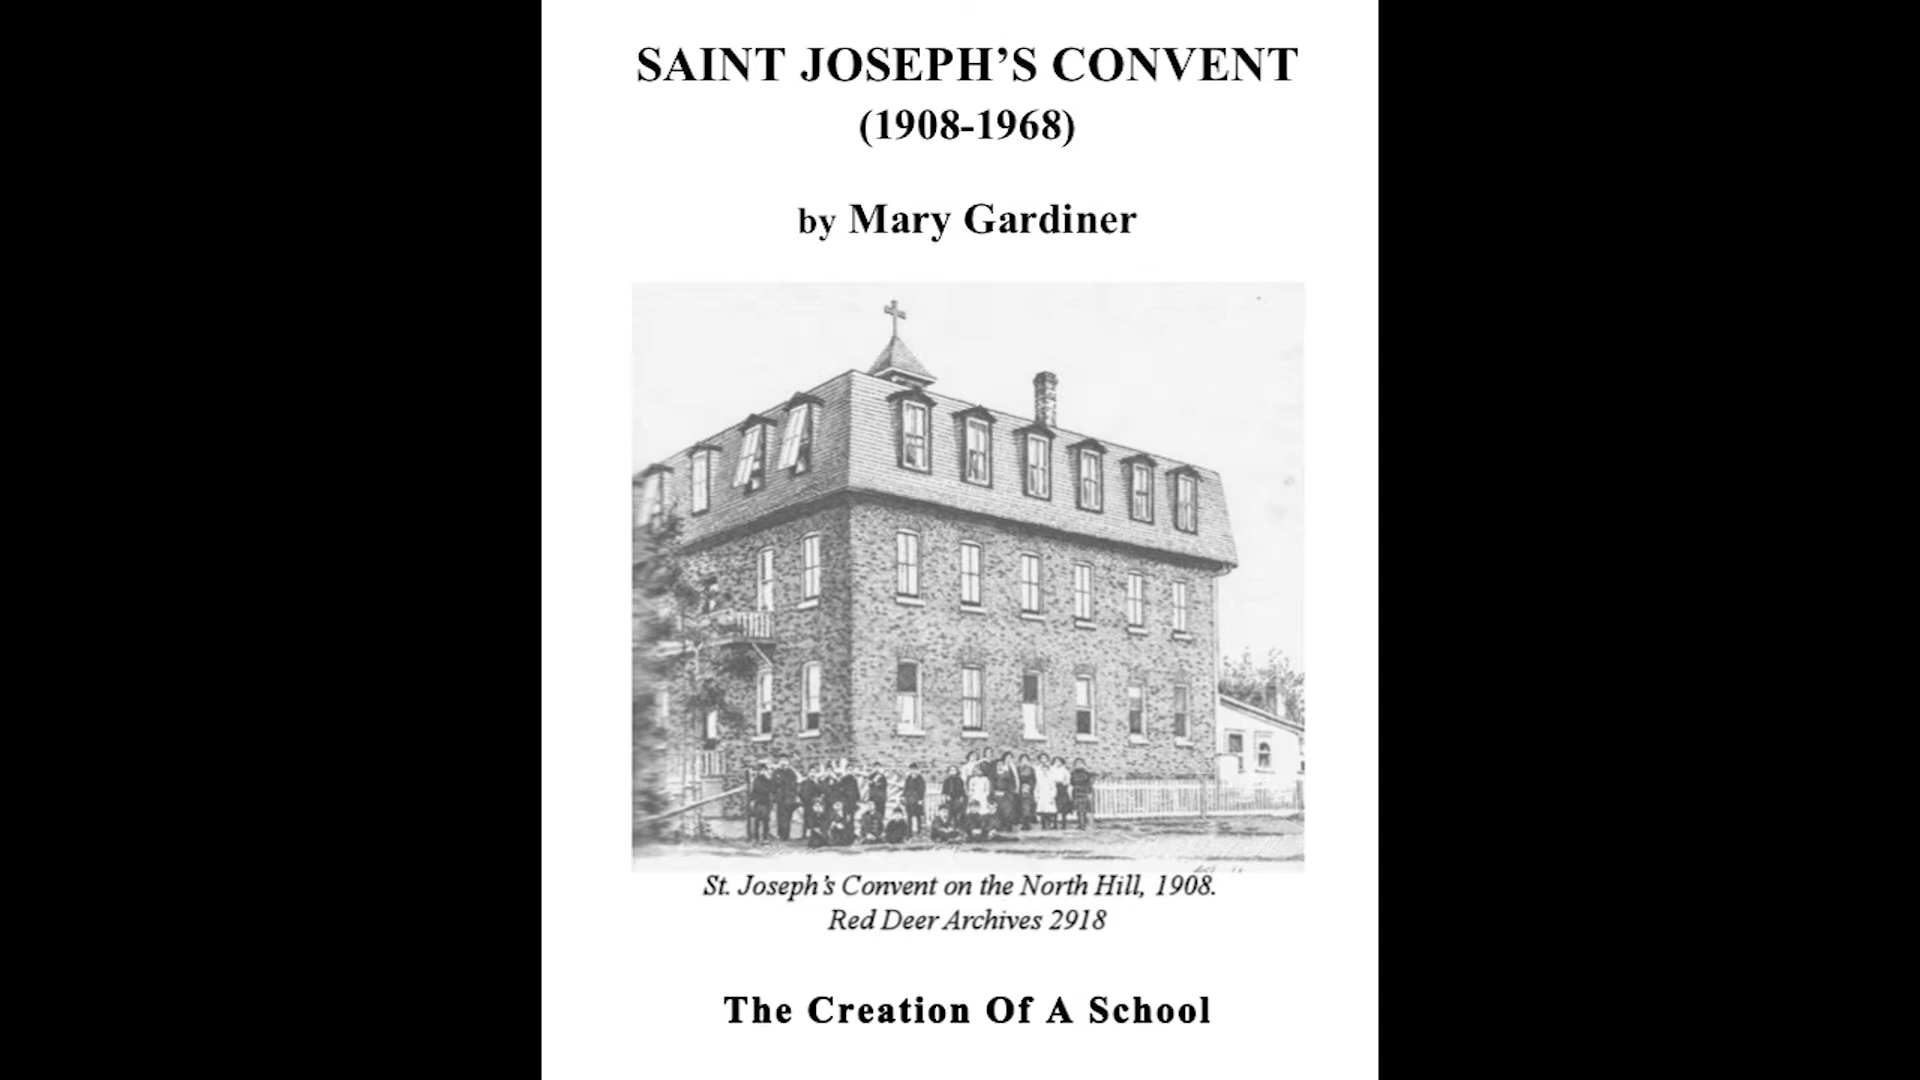 SAINT JOSEPH’S CONVENT
(1908-1968)
by Mary Gardiner
St. Joseph’s Convent on the North Hill, 1908.
Red Deer Archives 2918
The Creation Of A School